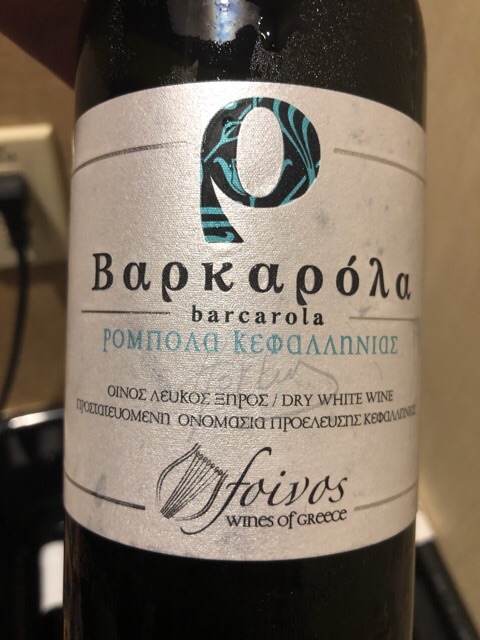 ρ
Βαρκαρόλα
barcarola
ΡΟΜΠΟΛΑ ΚΕΦΑΛΛΗΝΙΑΣ
ΟΙΝΟΣ ΛΕΥΚΟΣ ΞΗΡΟΣ / DRY WHITE WINE
ΠΡΟΣΤΑΤΕΥΟΜΕΝΗ ΟΝΟΜΑΣΙΑ ΠΡΟΕΛΕΥΣΗΣ ΚΕΦΑΛΛΗΝΙΑΣ
foivos
WINES of GREECE